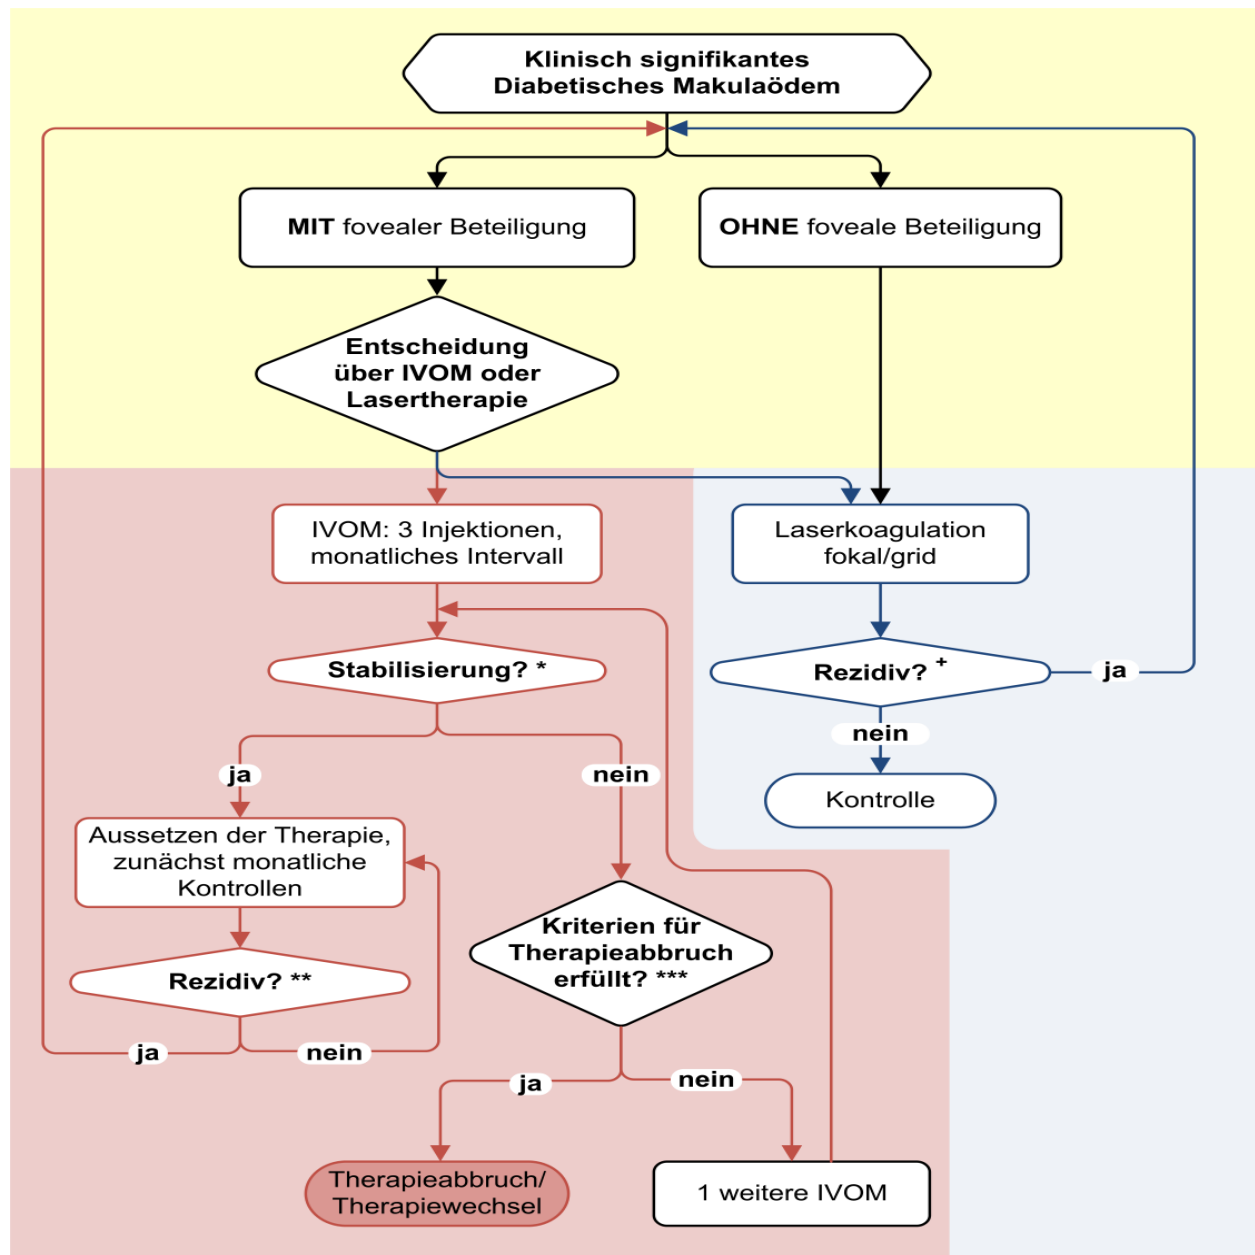 Klinisch signifikantes
Diabetisches Makulaödem
MIT fovealer Beteiligung
OHNE foveale Beteiligung
Entscheidung
über IVOM oder
Lasertherapie
IVOM: 3 Injektionen,
monatliches Intervall
Laserkoagulation
fokal/grid
Stabilisierung? *
Rezidiv? +
ja
nein
ja
nein
Kontrolle
Aussetzen der Therapie,
zunächst monatliche
Kontrollen
Kriterien für
Therapieabbruch
erfüllt? ***
Rezidiv? **
ja
nein
ja
nein
Therapieabbruch/
Therapiewechsel
1 weitere IVOM